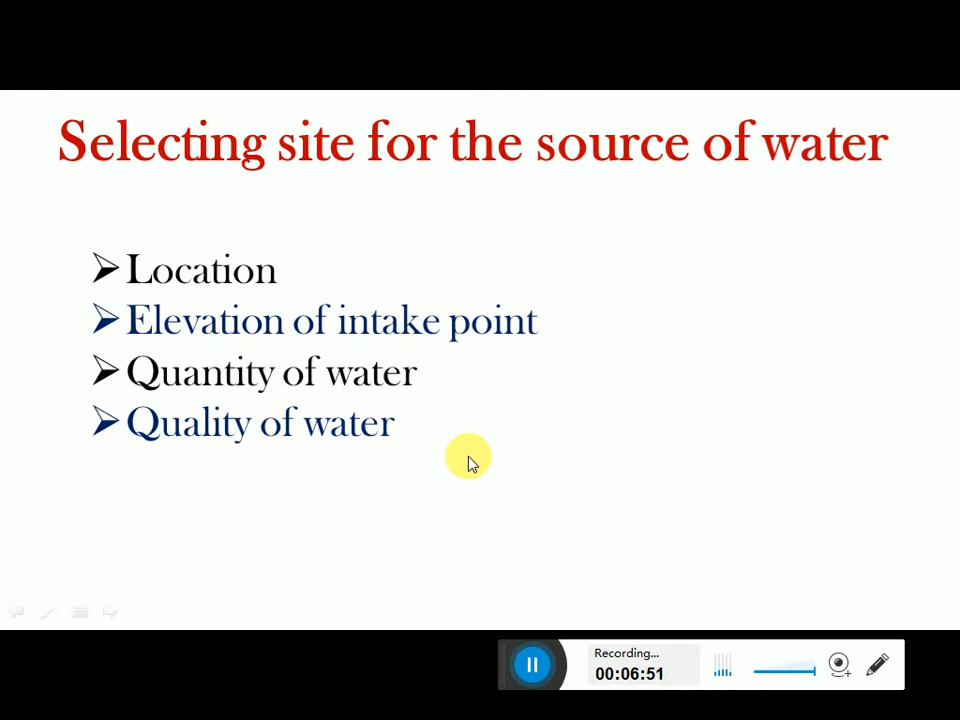 Selecting site for the source of water
➢Location
➢Elevation of intake point
➢Quantity of water
➢Quality of water
Recording...
00:06:51